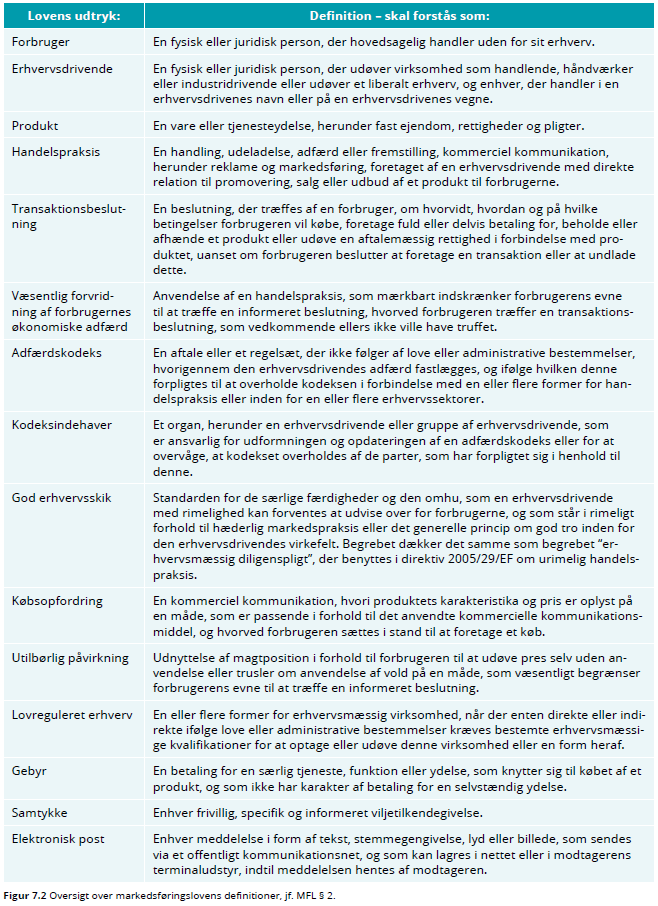 Lovens udtryk:
Definition – skal forstås som:
Forbruger
En fysisk eller juridisk person, der hovedsagelig handler uden for sit erhverv.
Erhvervsdrivende
En fysisk eller juridisk person, der udøver virksomhed som handlende, håndværker
eller industridrivende eller udøver et liberalt erhverv, og enhver, der handler i en
erhvervsdrivenes navn eller på en erhvervsdrivenes vegne.
Produkt
En vare eller tjenesteydelse, herunder fast ejendom, rettigheder og pligter.
Handelspraksis
En handling, udeladelse, adfærd eller fremstilling, kommerciel kommunikation,
herunder reklame og markedsføring, foretaget af en erhvervsdrivende med direkte
relation til promovering, salg eller udbud af et produkt til forbrugerne.
Transaktionsbeslut-
ning
En beslutning, der træffes af en forbruger, om hvorvidt, hvordan og på hvilke
betingelser forbrugeren vil købe, foretage fuld eller delvis betaling for, beholde eller
afhænde et produkt eller udøve en aftalemæssig rettighed i forbindelse med pro-
duktet, uanset om forbrugeren beslutter at foretage en transaktion eller at undlade
dette.
Væsentlig forvrid-
ning af forbrugernes
økonomiske adfærd
Anvendelse af en handelspraksis, som mærkbart indskrænker forbrugerens evne
til at træffe en informeret beslutning, hvorved forbrugeren træffer en transaktions-
beslutning, som vedkommende ellers ikke ville have truffet.
Adfærdskodeks
En aftale eller et regelsæt, der ikke følger af love eller administrative bestemmelser,
hvorigennem den erhvervsdrivendes adfærd fastlægges, og ifølge hvilken denne
forpligtes til at overholde kodeksen i forbindelse med en eller flere former for han-
delspraksis eller inden for en eller flere erhvervssektorer.
Kodeksindehaver
Et organ, herunder en erhvervsdrivende eller gruppe af erhvervsdrivende, som
er ansvarlig for udformningen og opdateringen af en adfærdskodeks eller for at
overvåge, at kodekset overholdes af de parter, som har forpligtet sig i henhold til
denne.
God erhvervsskik
Standarden for de særlige færdigheder og den omhu, som en erhvervsdrivende
med rimelighed kan forventes at udvise over for forbrugerne, og som står i rimeligt
forhold til hæderlig markedspraksis eller det generelle princip om god tro inden for
den erhvervsdrivendes virkefelt. Begrebet dækker det samme som begrebet “er-
hvervsmæssig diligenspligt”, der benyttes i direktiv 2005/29/EF om urimelig handels-
praksis.
Købsopfordring
En kommerciel kommunikation, hvori produktets karakteristika og pris er oplyst på
en måde, som er passende i forhold til det anvendte kommercielle kommunikations-
middel, og hvorved forbrugeren sættes i stand til at foretage et køb.
Utilbørlig påvirkning
Udnyttelse af magtposition i forhold til forbrugeren til at udøve pres selv uden an-
vendelse eller trusler om anvendelse af vold på en måde, som væsentligt begrænser
forbrugerens evne til at træffe en informeret beslutning.
Lovreguleret erhverv
En eller flere former for erhvervsmæssig virksomhed, når der enten direkte eller indi-
rekte ifølge love eller administrative bestemmelser kræves bestemte erhvervsmæssi-
ge kvalifikationer for at optage eller udøve denne virksomhed eller en form heraf.
Gebyr
En betaling for en særlig tjeneste, funktion eller ydelse, som knytter sig til købet af et
produkt, og som ikke har karakter af betaling for en selvstændig ydelse.
Samtykke
Enhver frivillig, specifik og informeret viljetilkendegivelse.
Elektronisk post
Enhver meddelelse i form af tekst, stemmegengivelse, lyd eller billede, som sendes
via et offentligt kommunikationsnet, og som kan lagres i nettet eller i modtagerens
terminaludstyr, indtil meddelelsen hentes af modtageren.
Figur 7.2 Oversigt over markedsføringslovens definitioner, jf. MFL § 2.